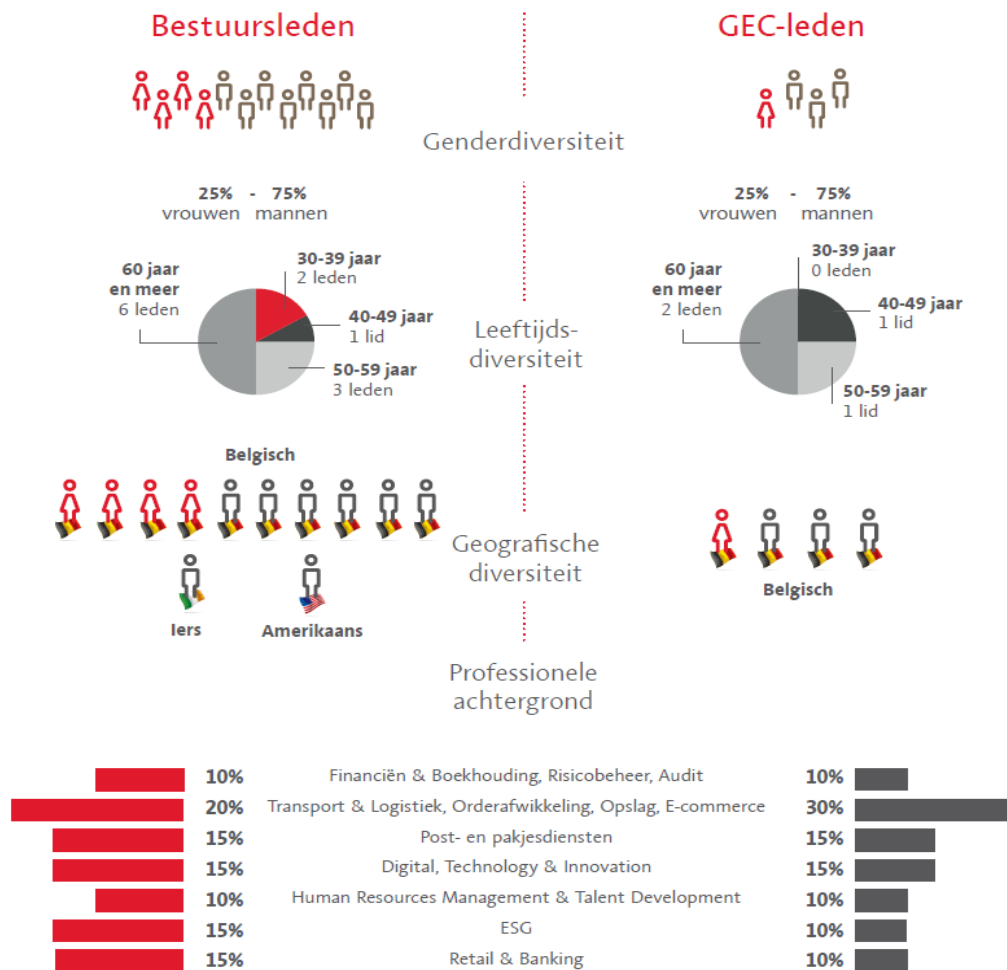 Bestuursleden
GEC-leden
Genderdiversiteit
25% - 75%
vrouwen mannen
25% - 75%
vrouwen mannen
30-39 jaar
2 leden
60 jaar
en meer
6 leden
40-49 jaar
1 lid
50-59 jaar
3 leden
Leeftijds-
diversiteit
30-39 jaar
0 leden
60 jaar
en meer
2 leden
40-49 jaar
1 lid
50-59 jaar
1 lid
Belgisch
Iers
Amerikaans
Geografische
diversiteit
Belgisch
Professionele
achtergrond
10% Financiën & Boekhouding, Risicobeheer, Audit 10%
20% Transport & Logistiek, Orderafwikkeling, Opslag, E-commerce 30%
15% Post- en pakjesdiensten 15%
15% Digital, Technology & Innovation 15%
10% Human Resources Management & Talent Development 10%
15% ESG 10%
15% Retail & Banking 10%